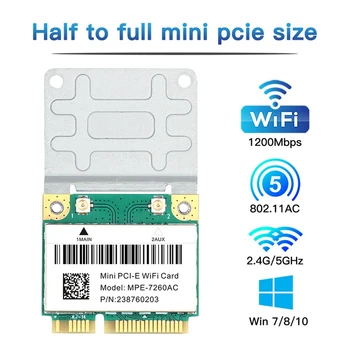 Half to full mini pcie size
WiFi
1200Mbps
5
802.11AC
2.4G/5GHz
Win 7/8/10
1MAIN
2AUX
Mini PCI-E WiFi Card
Model: MPE-7260AC
P/N:238760203